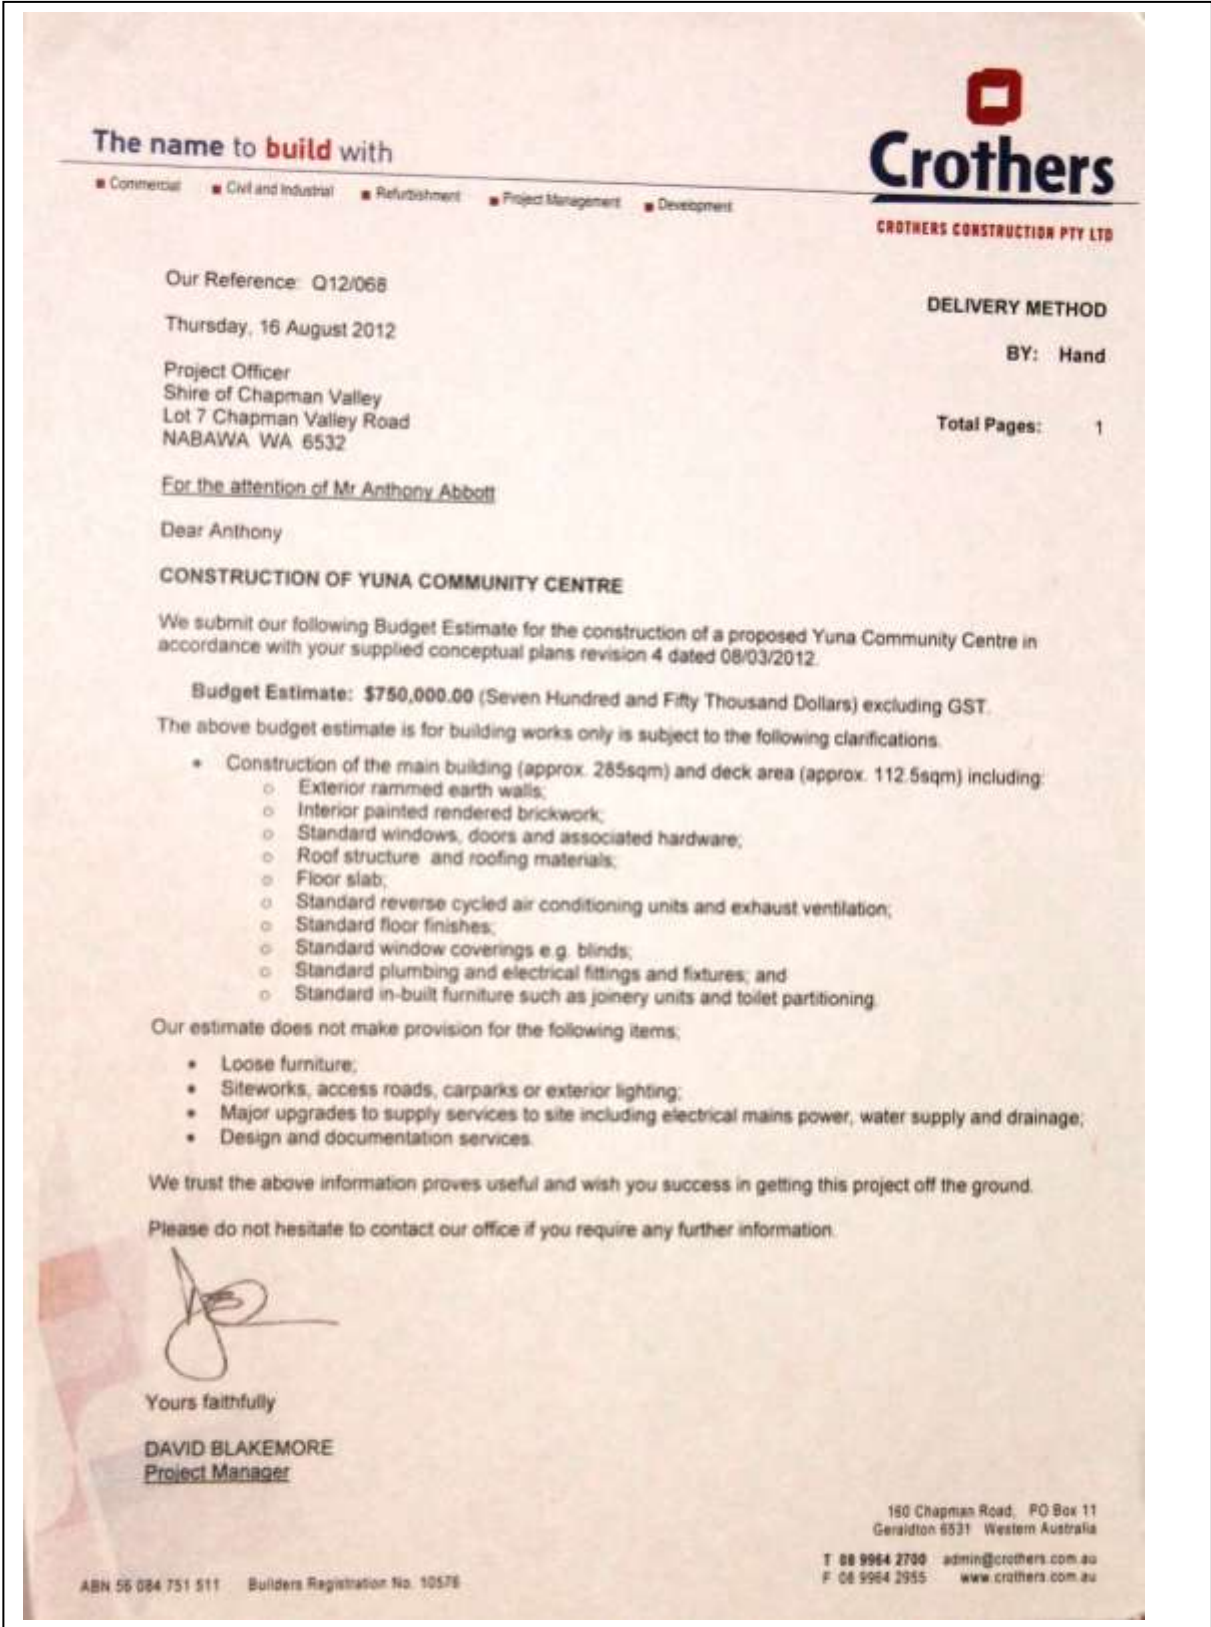 The name to build with
Commercial Civil and Industrial Refurbishment Project Management Development
Crothers
CROTHERS CONSTRUCTION PTY LTD
Our Reference: Q12/068
Thursday, 16 August 2012
Project Officer
Shire of Chapman Valley
Lot 7 Chapman Valley Road
NABAWA WA 6532
DELIVERY METHOD
BY: Hand
Total Pages: 1
For the attention of Mr Anthony Abbott
Dear Anthony
CONSTRUCTION OF YUNA COMMUNITY CENTRE
We submit our following Budget Estimate for the construction of a proposed Yuna Community Centre in
accordance with your supplied conceptual plans revision 4 dated 08/03/2012.
Budget Estimate: $750,000.00 (Seven Hundred and Fifty Thousand Dollars) excluding GST.
The above budget estimate is for building works only is subject to the following clarifications.
• Construction of the main building (approx. 285sqm) and deck area (approx. 112.5sqm) including:
o Exterior rammed earth walls;
o Interior painted rendered brickwork;
o Standard windows, doors and associated hardware;
o Roof structure and roofing materials;
o Floor slab;
o Standard reverse cycled air conditioning units and exhaust ventilation;
o Standard floor finishes;
o Standard window coverings e.g. blinds;
o Standard plumbing and electrical fittings and fixtures; and
o Standard in-built furniture such as joinery units and toilet partitioning.
Our estimate does not make provision for the following items;
• Loose furniture;
• Siteworks, access roads, carparks or exterior lighting;
• Major upgrades to supply services to site including electrical mains power, water supply and drainage;
• Design and documentation services.
We trust the above information proves useful and wish you success in getting this project off the ground.
Please do not hesitate to contact our office if you require any further information.
Yours faithfully
DAVID BLAKEMORE
Project Manager
160 Chapman Road, PO Box 11
Geraldton 6531 Western Australia
T 08 9964 2700 admin@crothers.com.au
F 08 9964 2955 www.crothers.com.au
ABN 56 084 751 511 Builders Registration No. 10576